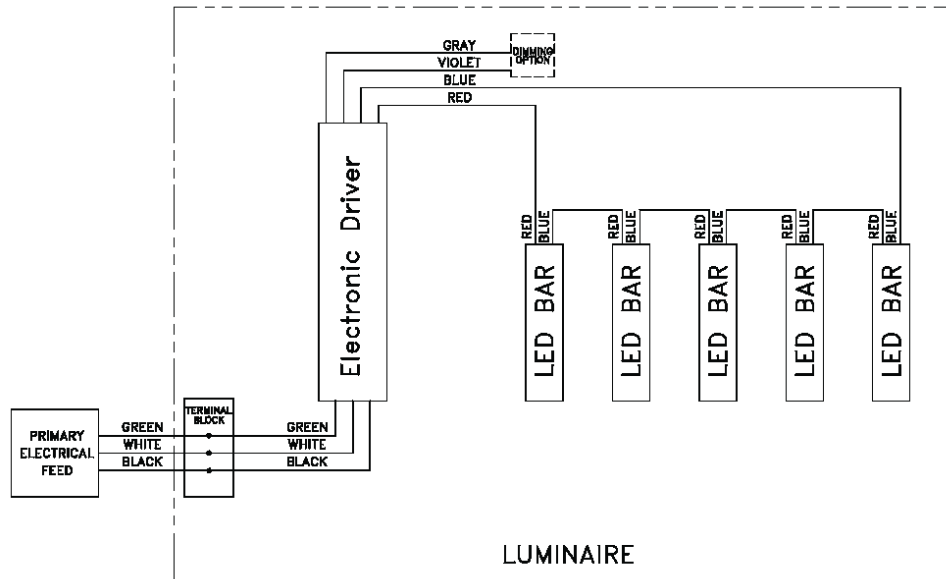 GRAY
VIOLET
BLUE
RED
DIMMING
OPTION
Electronic Driver
RED
BLUE
RED
BLUE
RED
BLUE
RED
BLUE
RED
BLUE
LED BAR
LED BAR
LED BAR
LED BAR
LED BAR
PRIMARY
ELECTRICAL
FEED
TERMINAL
BLOCK
GREEN
WHITE
BLACK
GREEN
WHITE
BLACK
LUMINAIRE